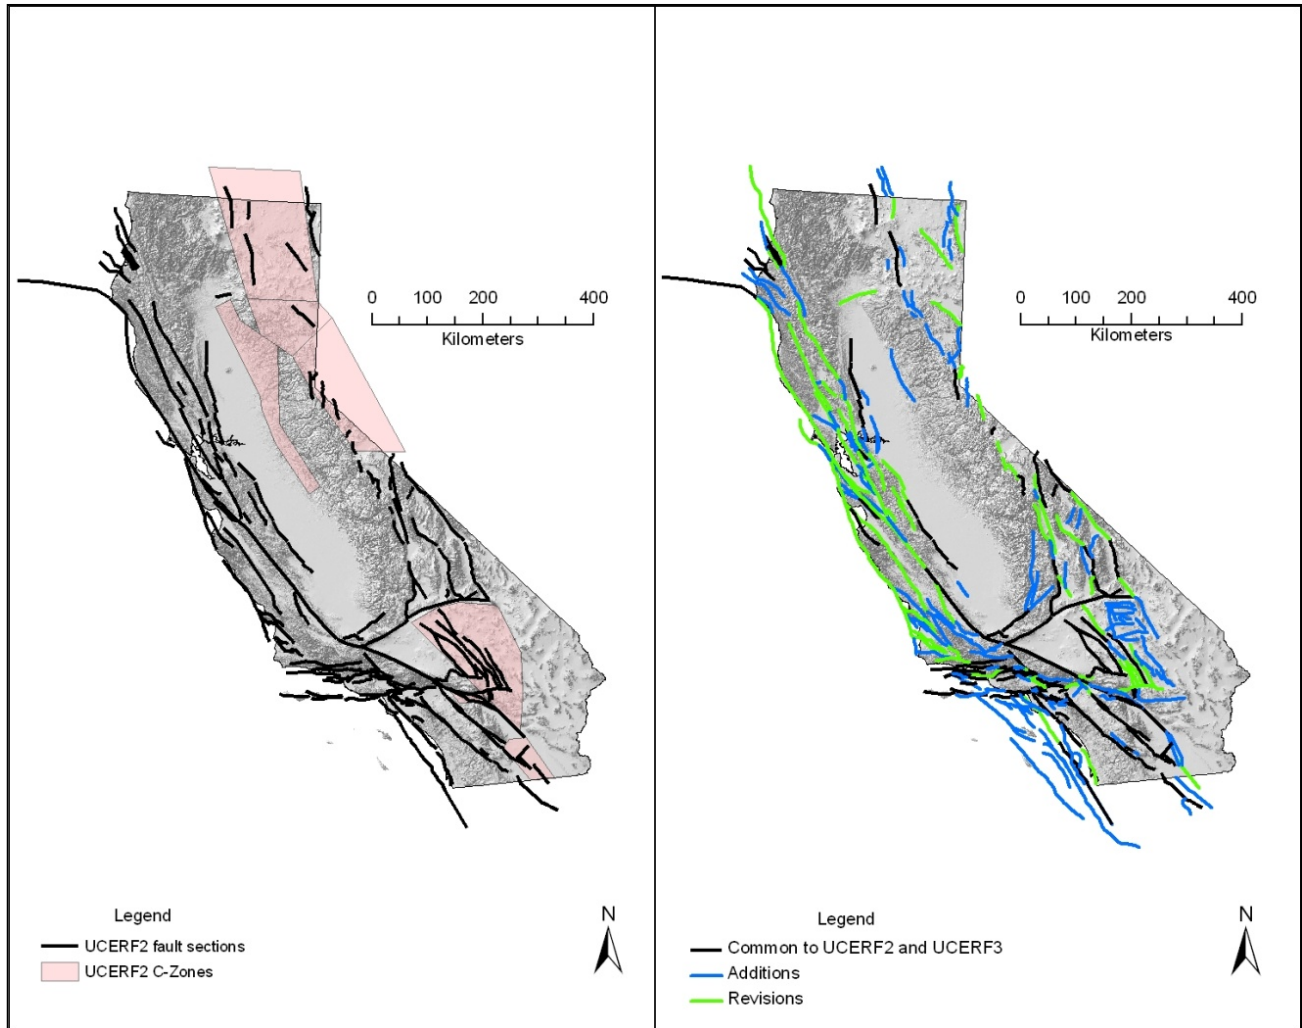 0 100 200 400
Kilometers
Legend
UCERF2 fault sections
UCERF2 C-Zones
N
0 100 200 400
Kilometers
Legend
Common to UCERF2 and UCERF3
Additions
Revisions
N